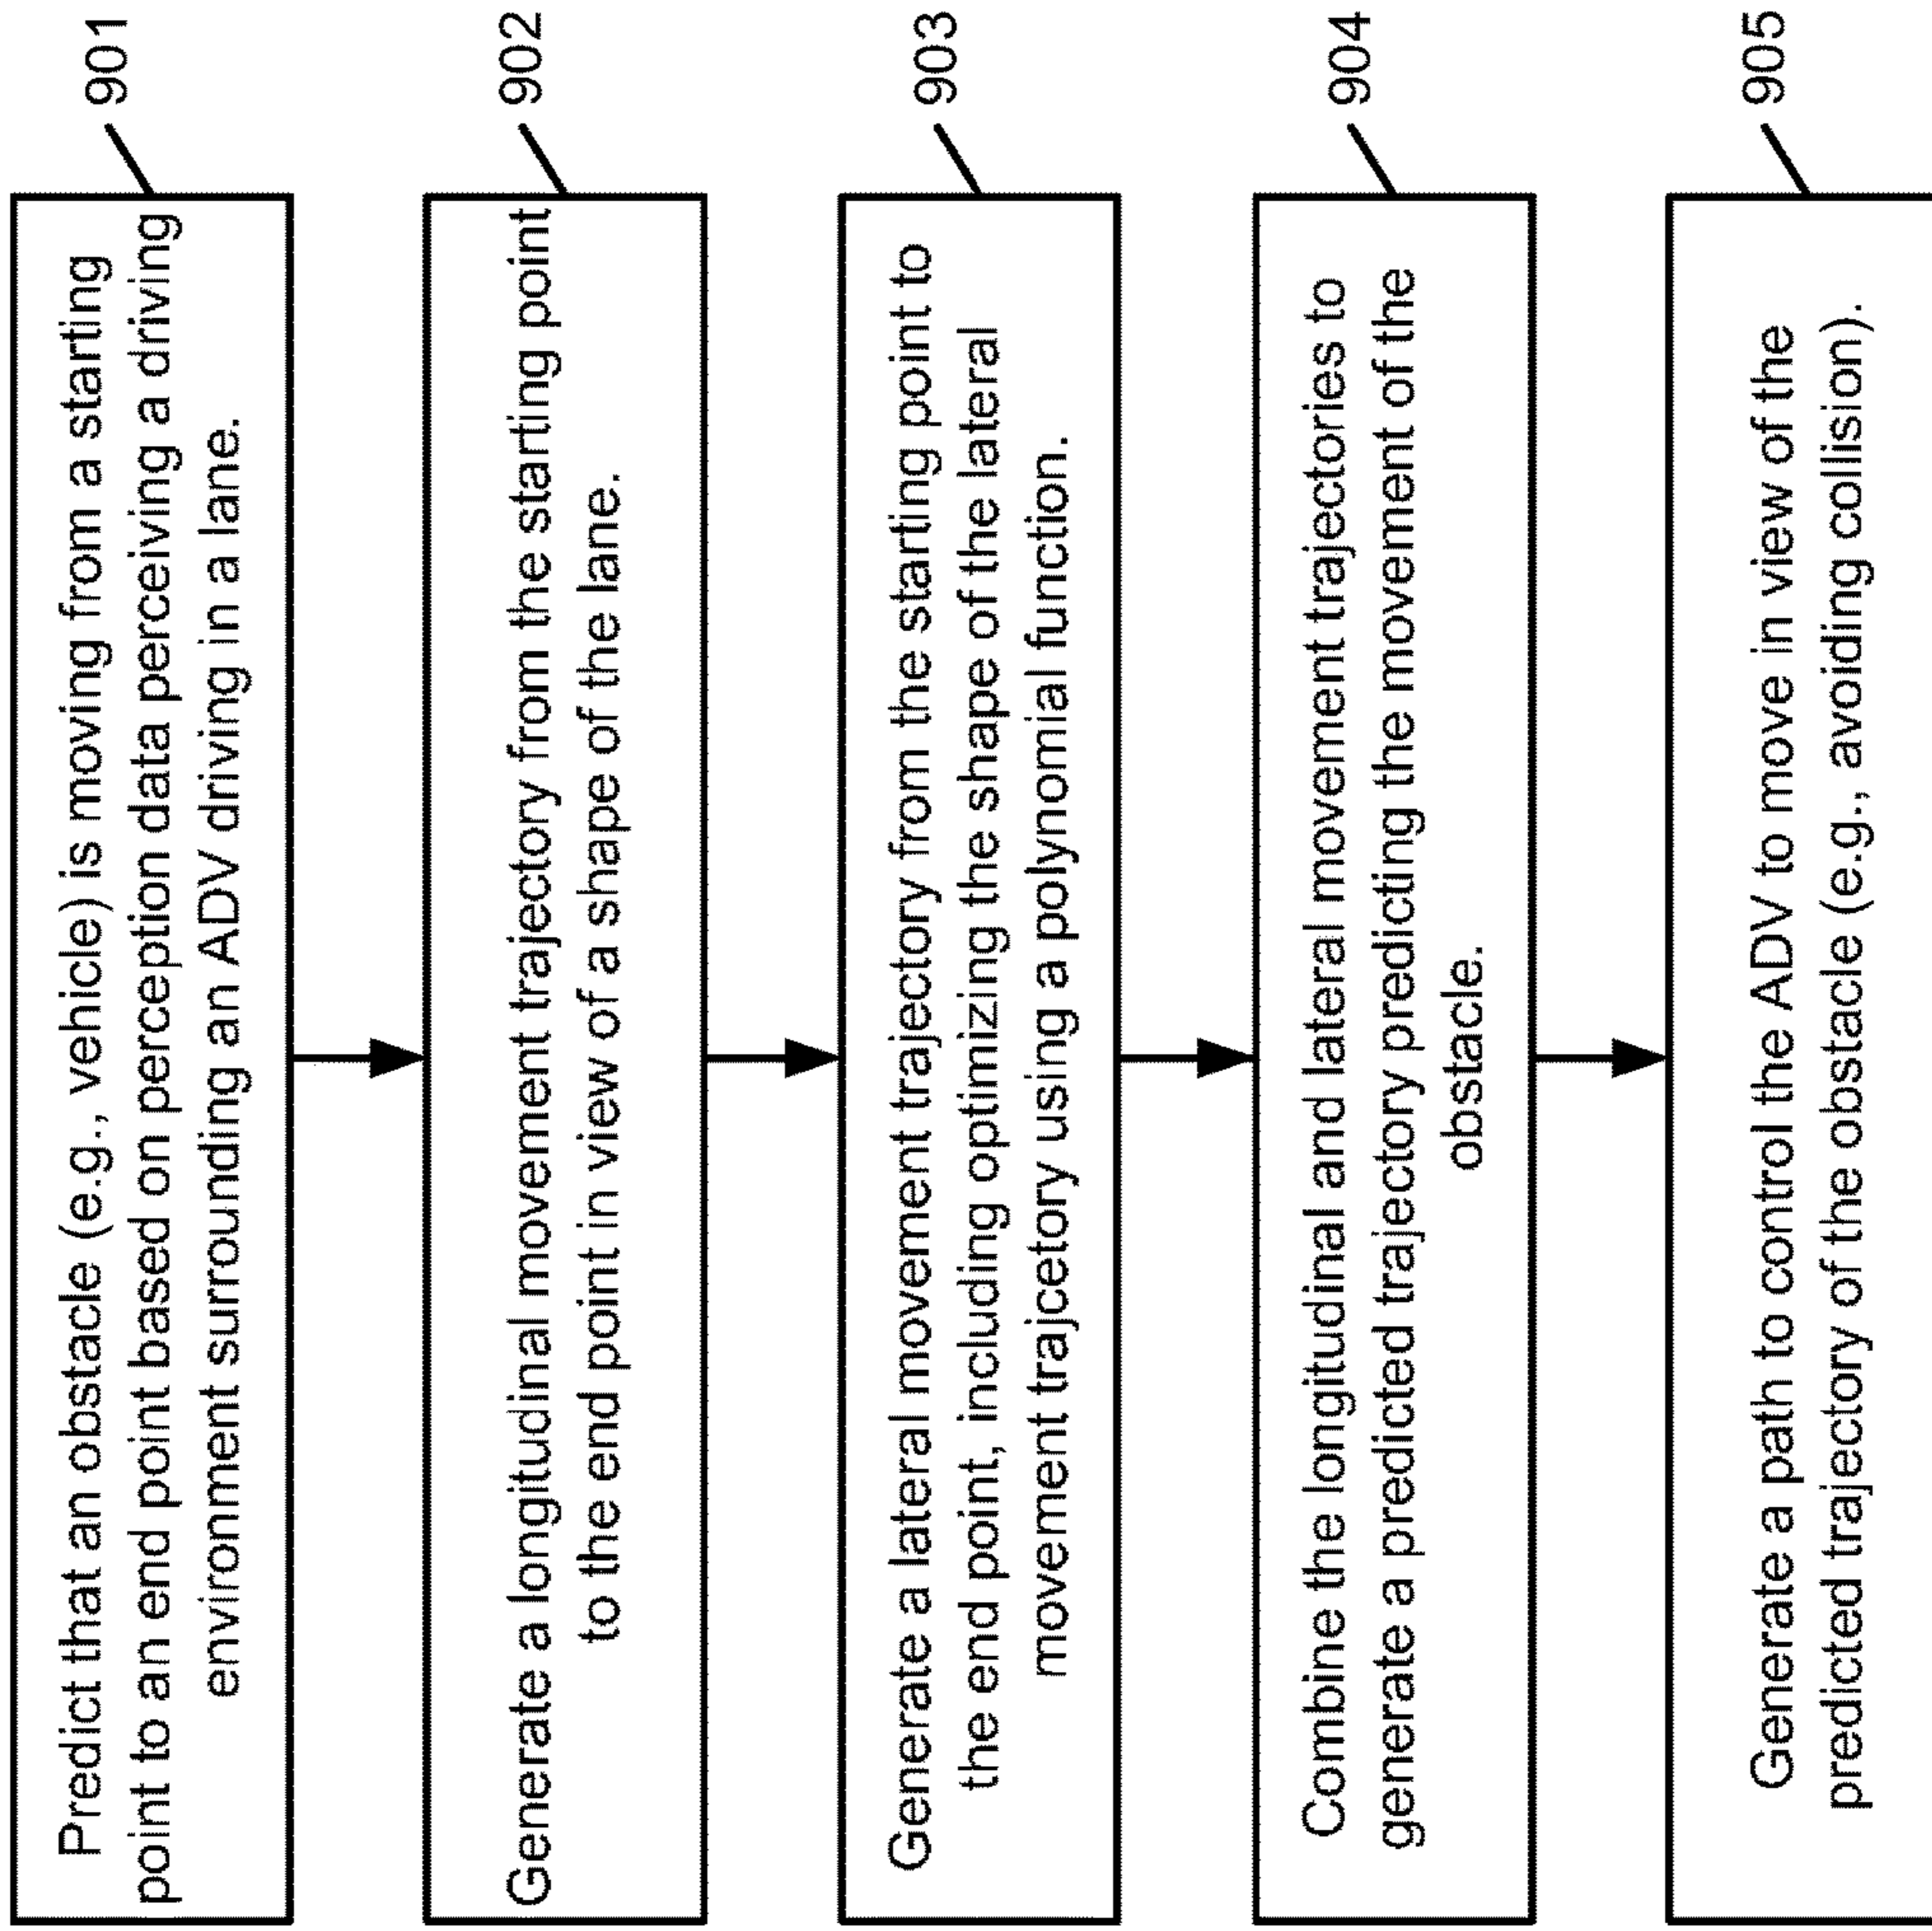 Predict that an obstacle (e.g., vehicle) is moving from a starting
point to an end point based on perception data perceiving a driving
environment surrounding an ADV driving in a lane.
901
Generate a longitudinal movement trajectory from the starting point
to the end point in view of a shape of the lane.
902
Generate a lateral movement trajectory from the starting point to
the end point, including optimizing the shape of the lateral
movement trajcetory using a polynomial function.
903
Combine the longitudinal and lateral movement trajectories to
generate a predicted trajectory predicting the movement of the
obstacle.
904
Generate a path to control the ADV to move in view of the
predicted trajectory of the obstacle (e.g., avoiding collision).
905